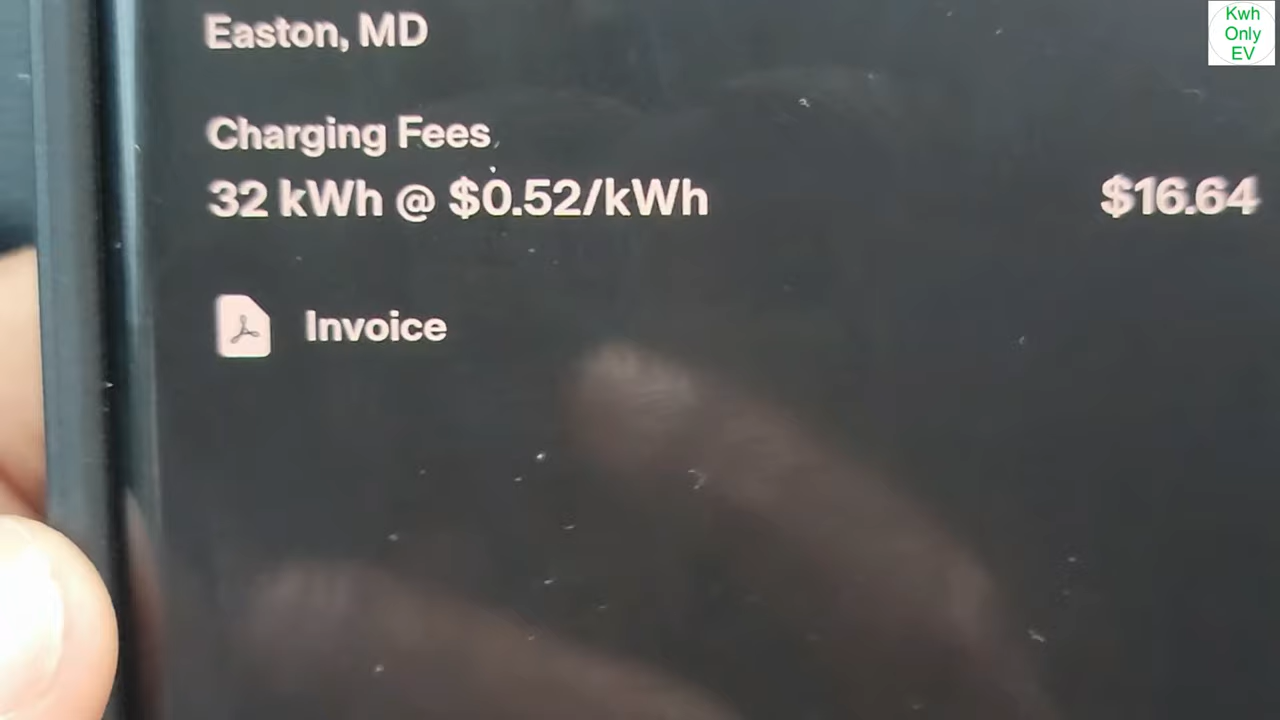 Easton, MD
Charging Fees
32 kWh @ $0.52/kWh $16.64
Invoice
Kwh
Only
EV